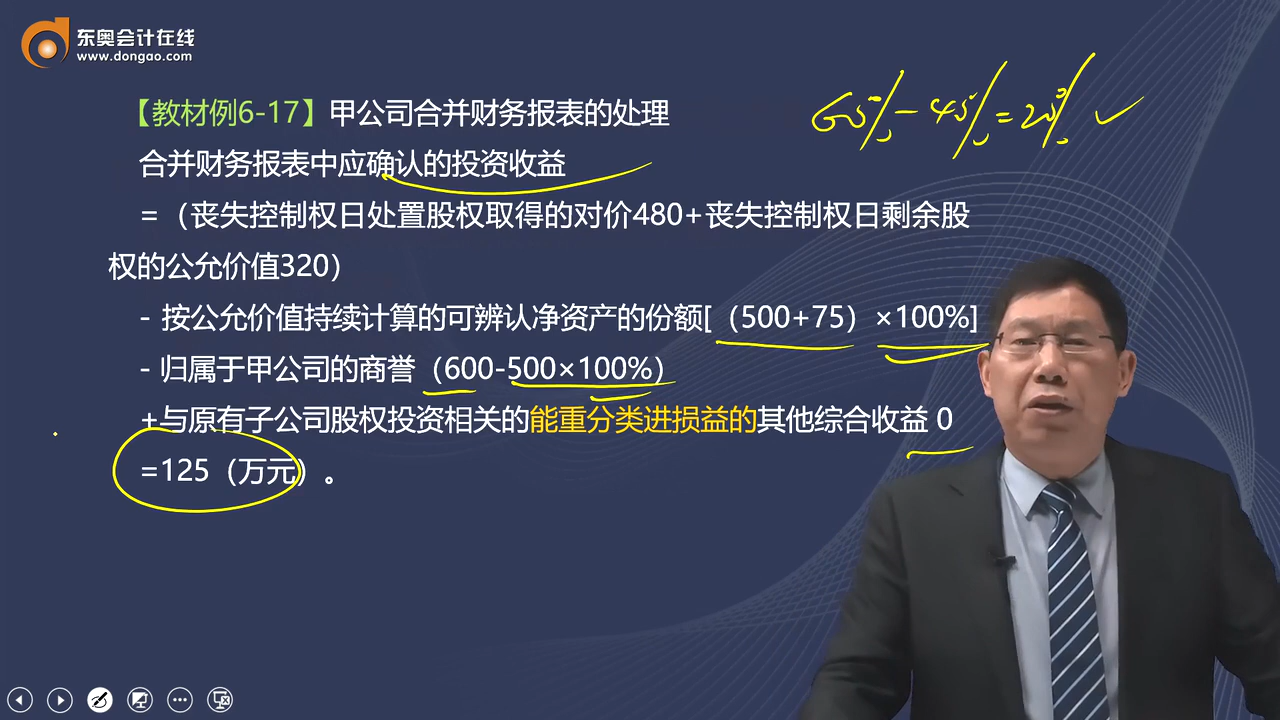 东奥会计在线
www.dongao.com
60%-45%=20%
【教材例6-17】甲公司合并财务报表的处理
合并财务报表中应确认的投资收益
=（丧失控制权日处置股权取得的对价480+丧失控制权日剩余股
权的公允价值320）
- 按公允价值持续计算的可辨认净资产的份额[（500+75）×100%]
- 归属于甲公司的商誉（600-500×100%）
+与原有子公司股权投资相关的能重分类进损益的其他综合收益 0
=125（万元）。